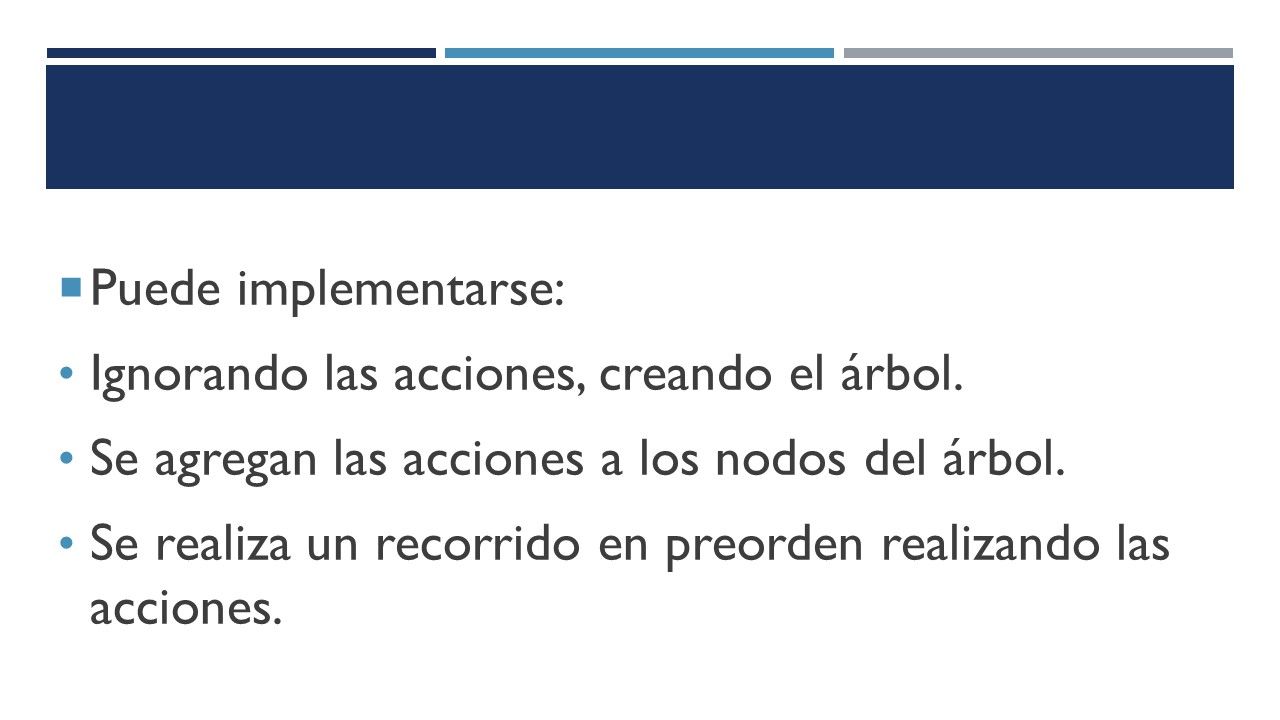 Puede implementarse:
Ignorando las acciones, creando el árbol.
Se agregan las acciones a los nodos del árbol.
Se realiza un recorrido en preorden realizando las
acciones.